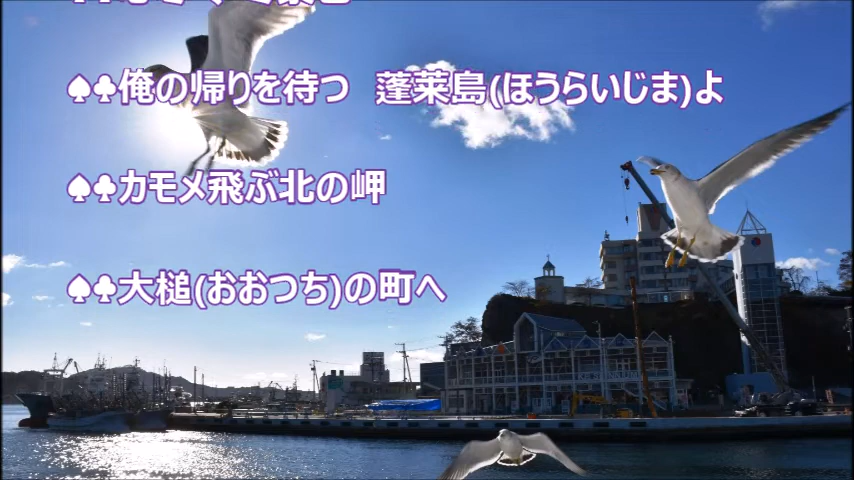 ♠♣俺の帰りを待つ　蓬莱島(ほうらいじま)よ
♠♣カモメ飛ぶ北の岬
♠♣大槌(おおつち)の町へ